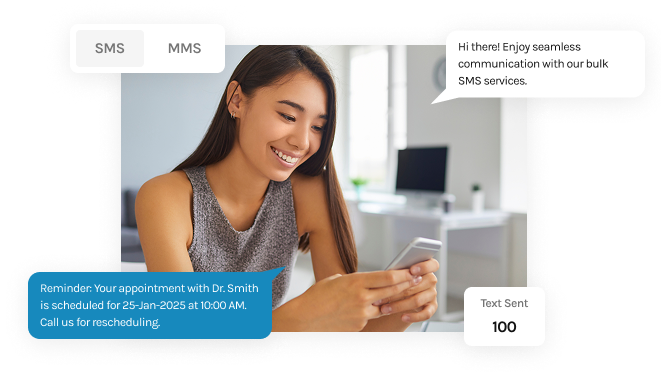 SMS MMS
Hi there! Enjoy seamless
communication with our bulk
SMS services.
Reminder: Your appointment with Dr. Smith
is scheduled for 25-Jan-2025 at 10:00 AM.
Call us for rescheduling.
Text Sent
100